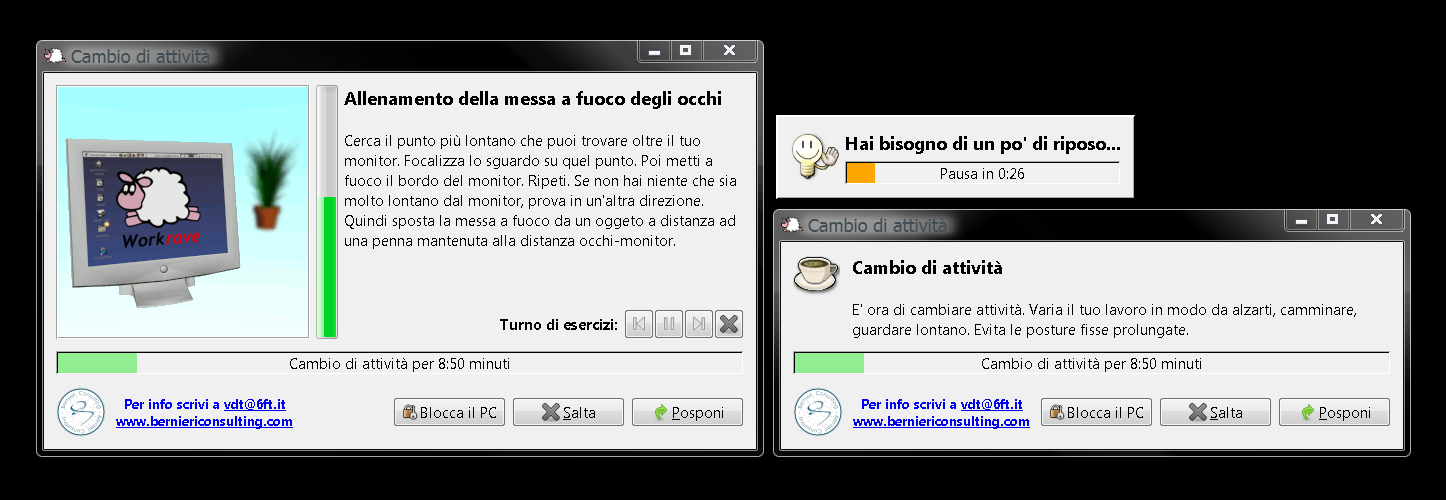 Cambio di attività
Allenamento della messa a fuoco degli occhi
Cerca il punto più lontano che puoi trovare oltre il tuo
monitor. Focalizza lo sguardo su quel punto. Poi metti a
fuoco il bordo del monitor. Ripeti. Se non hai niente che sia
molto lontano dal monitor, prova in un'altra direzione.
Quindi sposta la messa a fuoco da un oggeto a distanza ad
una penna mantenuta alla distanza occhi-monitor.
Workrave
Turno di esercizi:
Cambio di attività per 8:50 minuti
Per info scrivi a vdt@6ft.it
www.berniericonsulting.com
Blocca il PC
Salta
Posponi
Hai bisogno di un po' di riposo...
Pausa in 0:26
Cambio di attività
Cambio di attività
E' ora di cambiare attività. Varia il tuo lavoro in modo da alzarti, camminare,
guardare lontano. Evita le posture fisse prolungate.
Cambio di attività per 8:50 minuti
Per info scrivi a vdt@6ft.it
www.berniericonsulting.com
Blocca il PC
Salta
Posponi